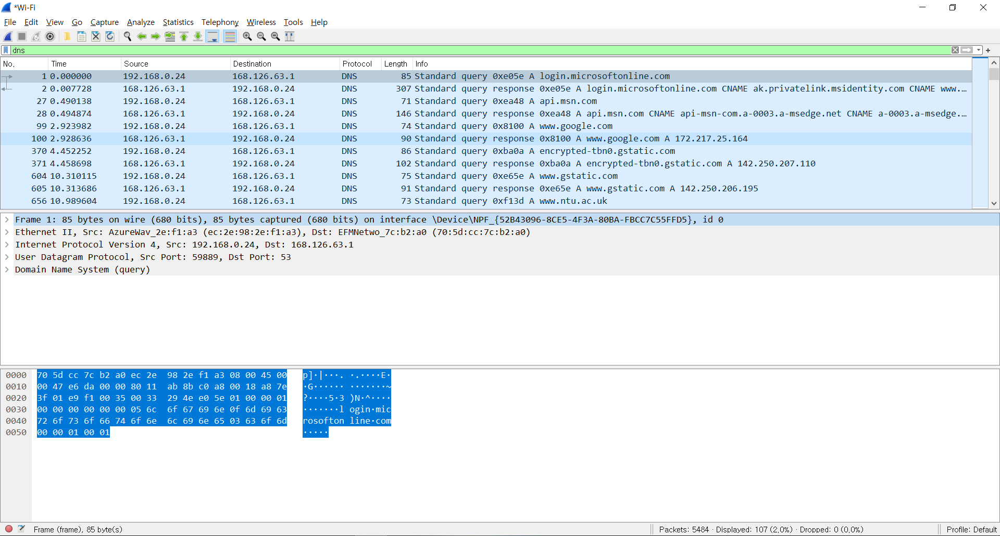 *Wi-Fi
File Edit View Go Capture Analyze Statistics Telephony Wireless Tools Help
dns
No. Time Source Destination Protocol Length Info
1 0.000000 192.168.0.24 168.126.63.1 DNS 85 Standard query 0xe05e A login.microsoftonline.com
2 0.007728 168.126.63.1 192.168.0.24 DNS 307 Standard query response 0xe05e A login.microsoftonline.com CNAME ak.privatelink.msidentity.com CNAME www.…
27 0.490138 192.168.0.24 168.126.63.1 DNS 71 Standard query 0xea48 A api.msn.com
28 0.494874 168.126.63.1 192.168.0.24 DNS 146 Standard query response 0xea48 A api.msn.com CNAME api-msn-com.a-0003.a-msedge.net CNAME a-0003.a-msedge.…
99 2.923982 192.168.0.24 168.126.63.1 DNS 74 Standard query 0x8100 A www.google.com
100 2.928636 168.126.63.1 192.168.0.24 DNS 90 Standard query response 0x8100 A www.google.com A 172.217.25.164
370 4.452252 192.168.0.24 168.126.63.1 DNS 86 Standard query 0xba0a A encrypted-tbn0.gstatic.com
371 4.458698 168.126.63.1 192.168.0.24 DNS 102 Standard query response 0xba0a A encrypted-tbn0.gstatic.com A 142.250.207.110
604 10.310115 192.168.0.24 168.126.63.1 DNS 75 Standard query 0xe65e A www.gstatic.com
605 10.313686 168.126.63.1 192.168.0.24 DNS 91 Standard query response 0xe65e A www.gstatic.com A 142.250.206.195
656 10.989604 192.168.0.24 168.126.63.1 DNS 73 Standard query 0xf13d A www.ntu.ac.uk
Frame 1: 85 bytes on wire (680 bits), 85 bytes captured (680 bits) on interface \Device\NPF_{52B43096-8CE5-4F3A-80BA-FBCC7C55FFD5}, id 0
Ethernet II, Src: AzureWav_2e:f1:a3 (ec:2e:98:2e:f1:a3), Dst: EFMNetwo_7c:b2:a0 (70:5d:cc:7c:b2:a0)
Internet Protocol Version 4, Src: 192.168.0.24, Dst: 168.126.63.1
User Datagram Protocol, Src Port: 59889, Dst Port: 53
Domain Name System (query)
0000 70 5d cc 7c b2 a0 ec 2e 98 2e f1 a3 08 00 45 00 p]·|···. ·.····E·
0010 00 47 e6 da 00 00 80 11 ab 8b c0 a8 00 18 a8 7e ·G······ ·······~
0020 3f 01 e9 f1 00 35 00 33 29 4e e0 5e 01 00 00 01 ?····5·3 )N·^····
0030 00 00 00 00 00 00 05 6c 6f 67 69 6e 0f 6d 69 63 ·······l ogin·mic
0040 72 6f 73 6f 66 74 6f 6e 6c 69 6e 65 03 63 6f 6d rosofton line·com
0050 00 00 01 00 01 ·····
Frame (frame), 85 byte(s) Packets: 5484 · Displayed: 107 (2.0%) · Dropped: 0 (0.0%) Profile: Default